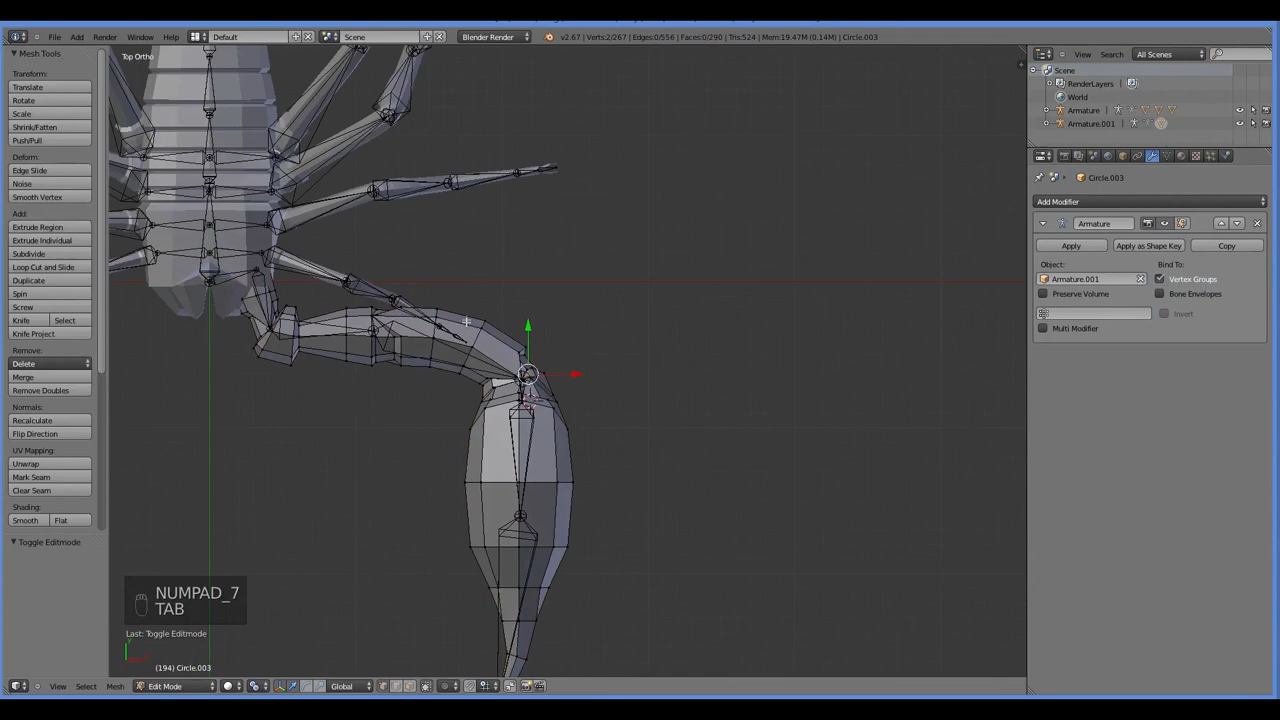 File Add Render Window Help Default Scene Blender Render v2.67 | Verts:2/267 | Edges:0/556 | Faces:0/290 | Tris:524 | Mem:19.47M (0.14M) | Circle.003
Mesh Tools
Transform:
Translate
Rotate
Scale
Shrink/Fatten
Push/Pull
Deform:
Edge Slide
Noise
Smooth Vertex
Add:
Extrude Region
Extrude Individual
Subdivide
Loop Cut and Slide
Duplicate
Spin
Screw
Knife Select
Knife Project
Remove:
Delete
Merge
Remove Doubles
Normals:
Recalculate
Flip Direction
UV Mapping:
Unwrap
Mark Seam
Clear Seam
Shading:
Smooth Flat
Toggle Editmode
Top Ortho
NUMPAD_7
TAB
Last: Toggle Editmode
(194) Circle.003
View Select Mesh Edit Mode Global
View Search All Scenes
Scene
RenderLayers
World
Armature
Armature.001
Circle.003
Add Modifier
Armature
Apply Apply as Shape Key Copy
Object: Bind To:
Armature.001 Vertex Groups
Preserve Volume Bone Envelopes
Invert
Multi Modifier